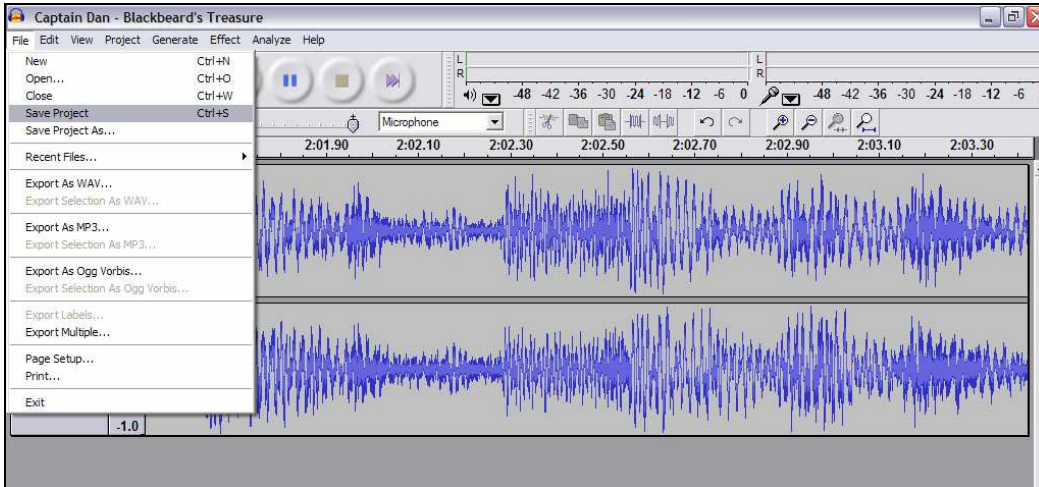 Captain Dan - Blackbeard's Treasure
File Edit View Project Generate Effect Analyze Help
New Ctrl+N
Open... Ctrl+O
Close Ctrl+W
Save Project Ctrl+S
Save Project As...
Recent Files...
Export As WAV...
Export Selection As WAV...
Export As MP3...
Export Selection As MP3...
Export As Ogg Vorbis...
Export Selection As Ogg Vorbis...
Export Labels...
Export Multiple...
Page Setup...
Print...
Exit
L
R
-48 -42 -36 -30 -24 -18 -12 -6 0
L
R
-48 -42 -36 -30 -24 -18 -12 -6
Microphone
2:01.90 2:02.10 2:02.30 2:02.50 2:02.70 2:02.90 2:03.10 2:03.30
-1.0